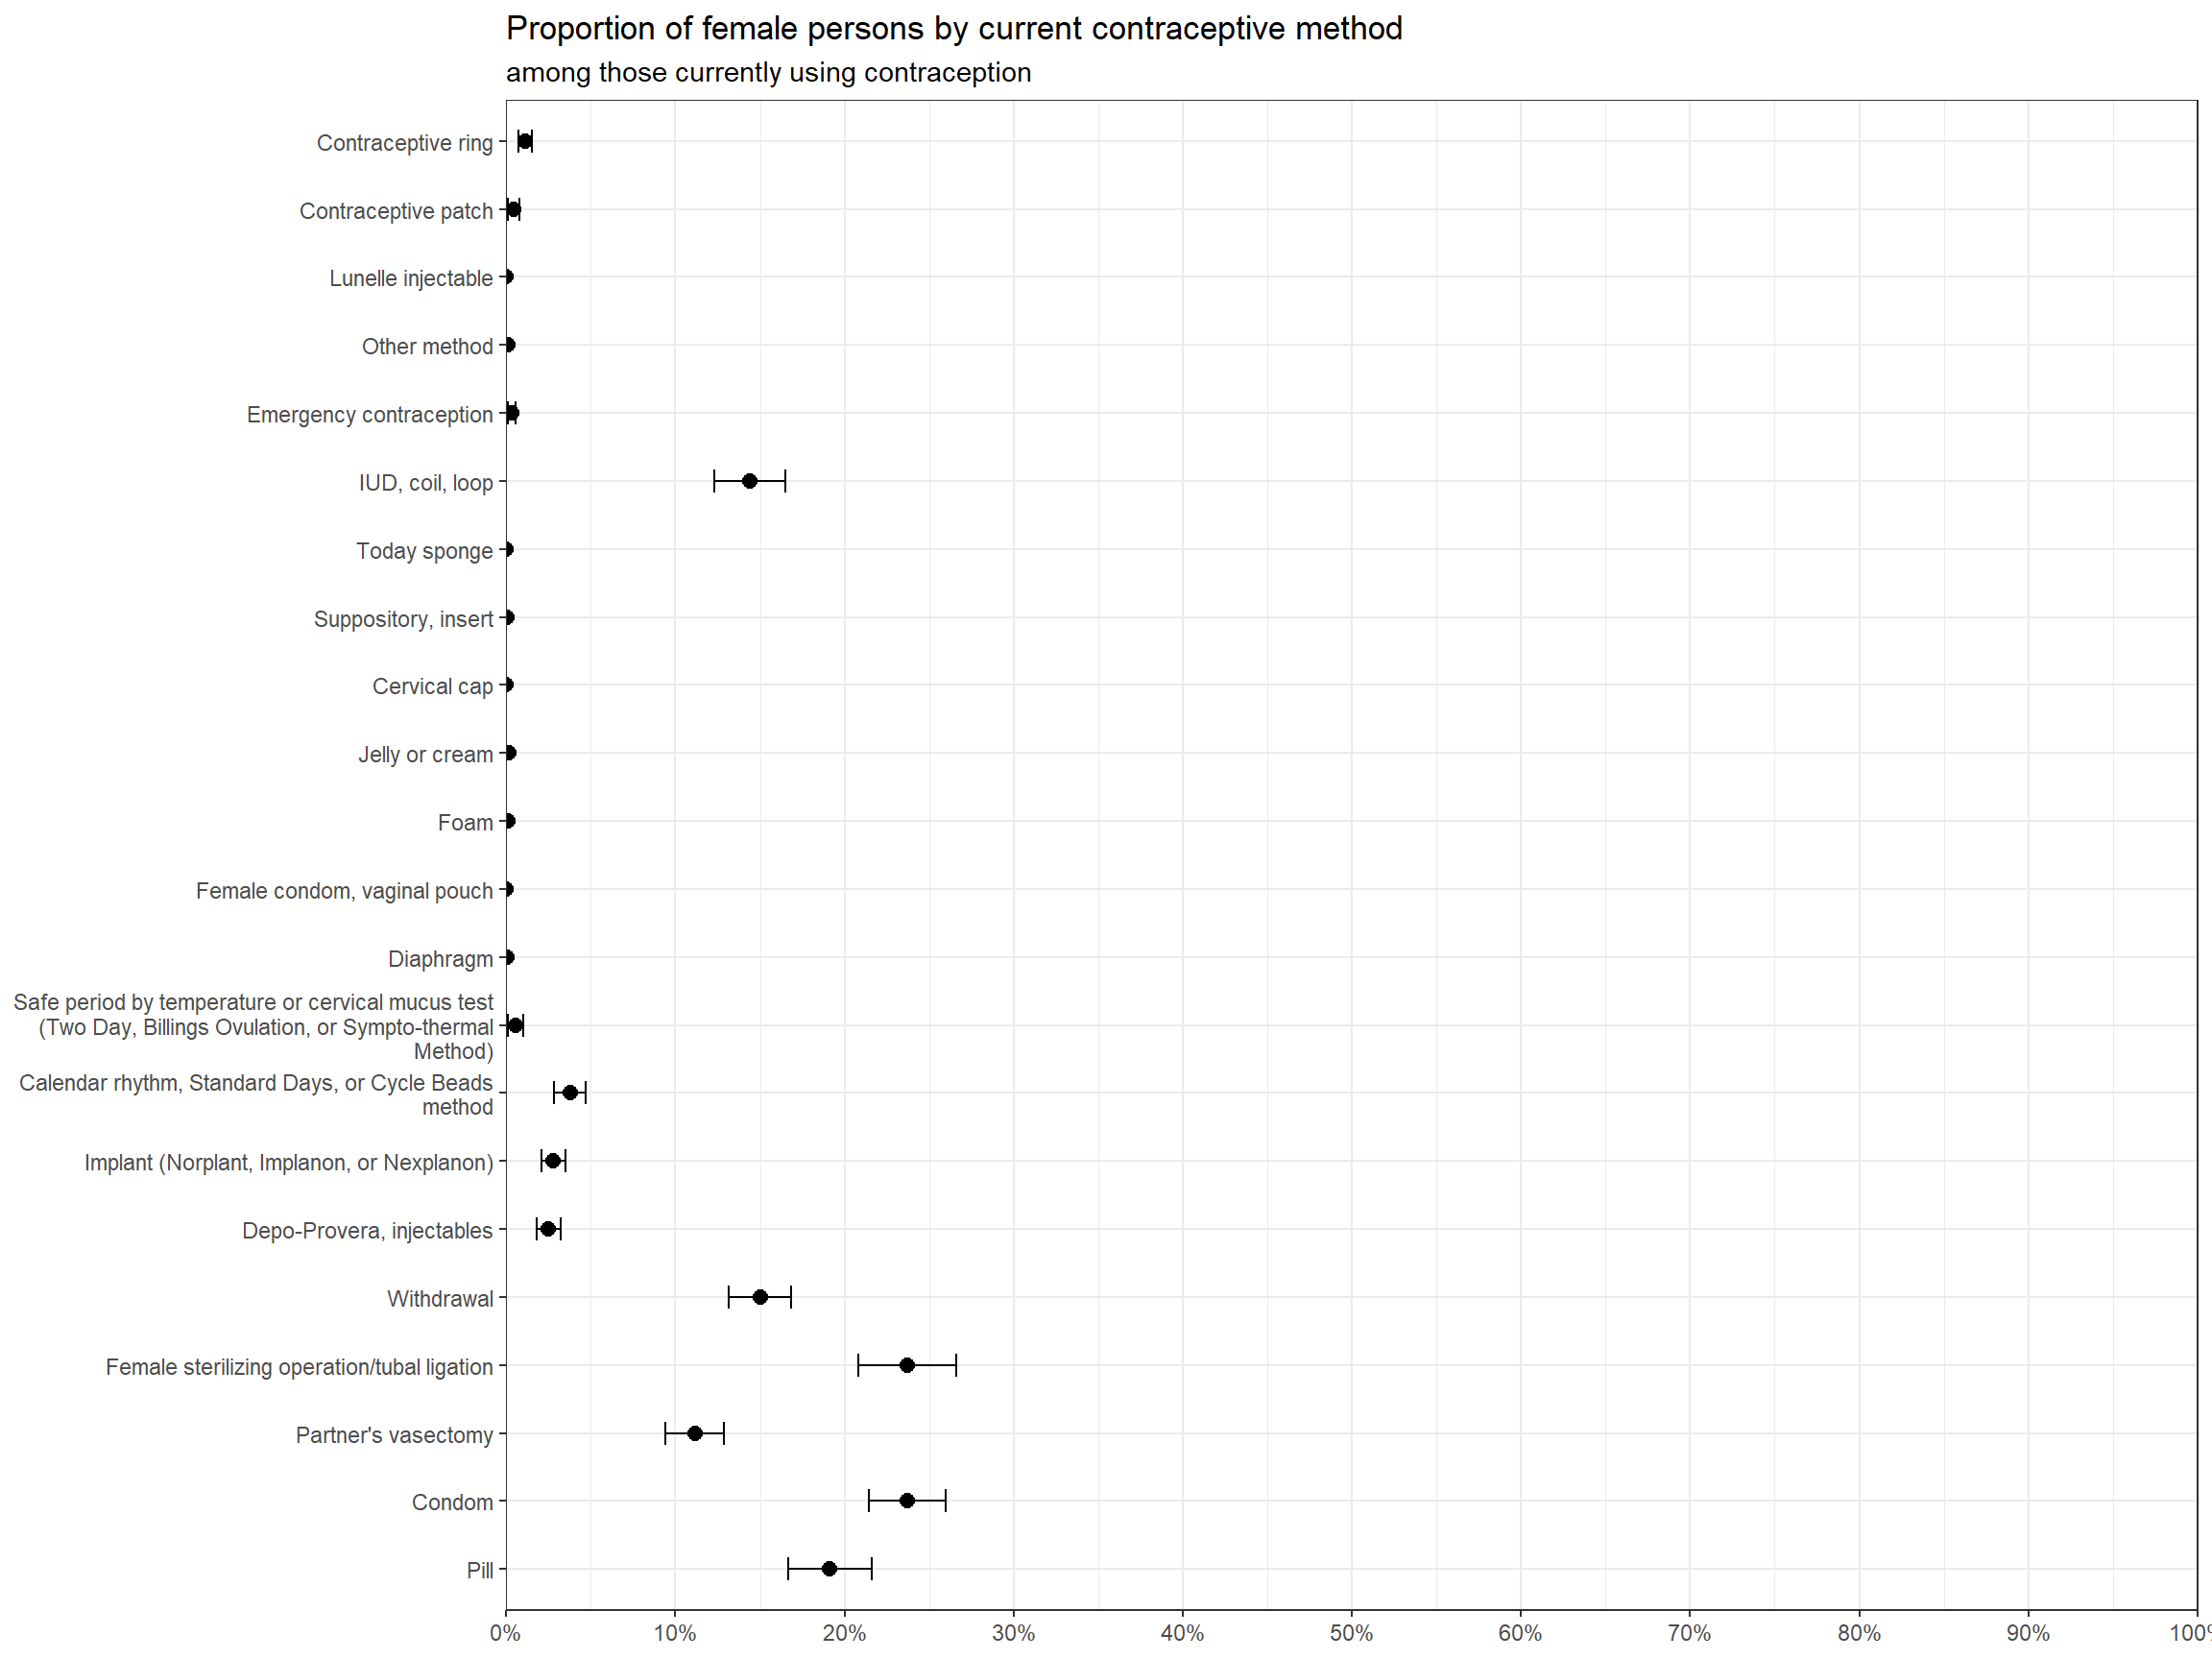 Proportion of female persons by current contraceptive method
among those currently using contraception
Contraceptive ring
Contraceptive patch
Lunelle injectable
Other method
Emergency contraception
IUD, coil, loop
Today sponge
Suppository, insert
Cervical cap
Jelly or cream
Foam
Female condom, vaginal pouch
Diaphragm
Safe period by temperature or cervical mucus test
(Two Day, Billings Ovulation, or Sympto-thermal
Method)
Calendar rhythm, Standard Days, or Cycle Beads
method
Implant (Norplant, Implanon, or Nexplanon)
Depo-Provera, injectables
Withdrawal
Female sterilizing operation/tubal ligation
Partner's vasectomy
Condom
Pill
0% 10% 20% 30% 40% 50% 60% 70% 80% 90% 100%